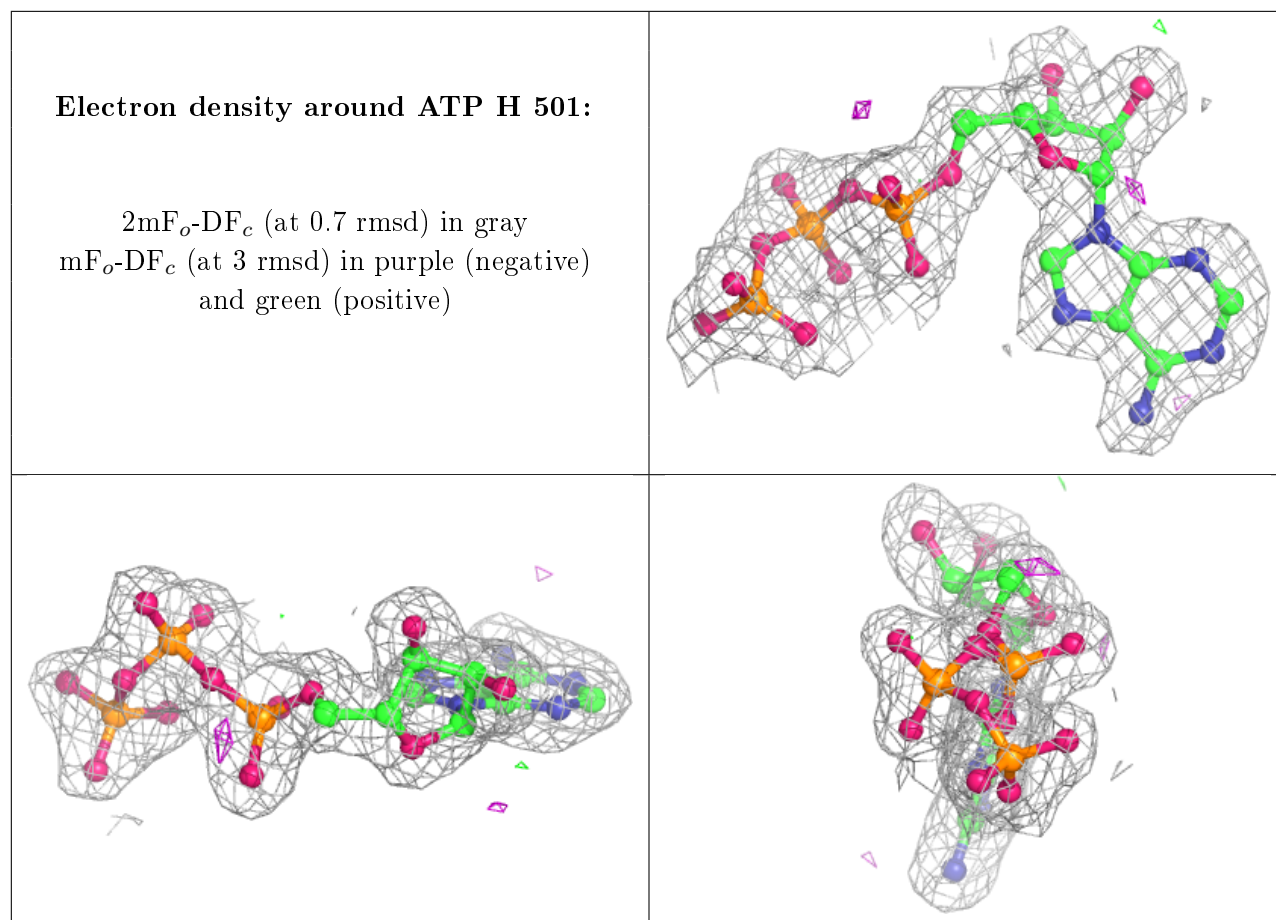 Electron density around ATP H 501:
2mFo-DFc (at 0.7 rmsd) in gray
mFo-DFc (at 3 rmsd) in purple (negative)
and green (positive)